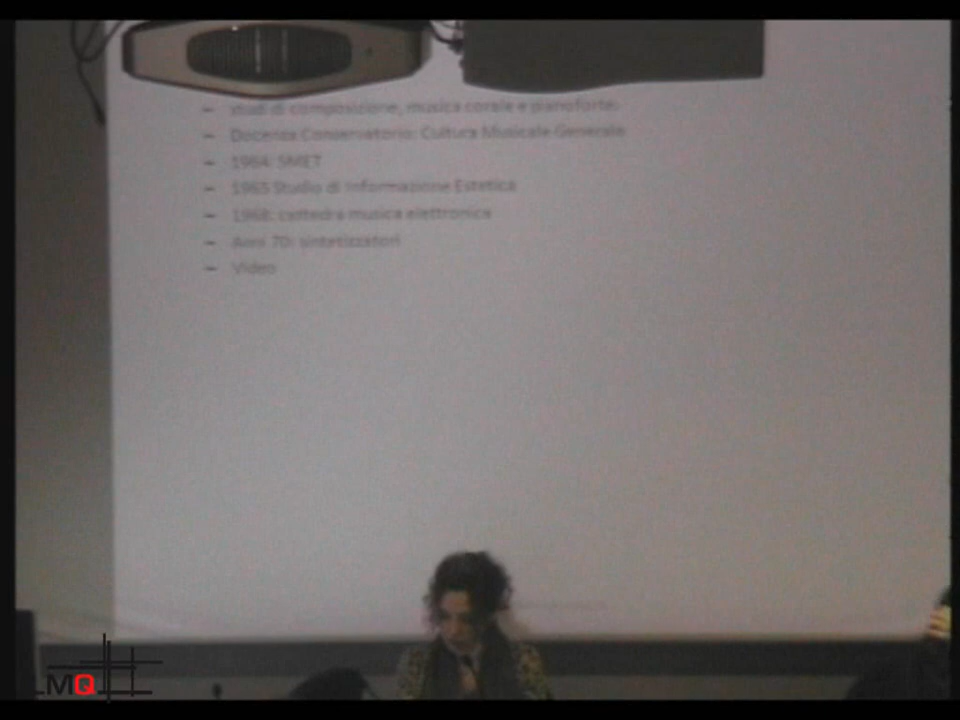 – studi di composizione, musica corale e pianoforte.
– Docenza Conservatorio: Cultura Musicale Generale
– 1964: SMET
– 1965 Studio di Informazione Estetica
– 1968: cattedra musica elettronica
– Anni 70: sintetizzatori
– Video
MQ